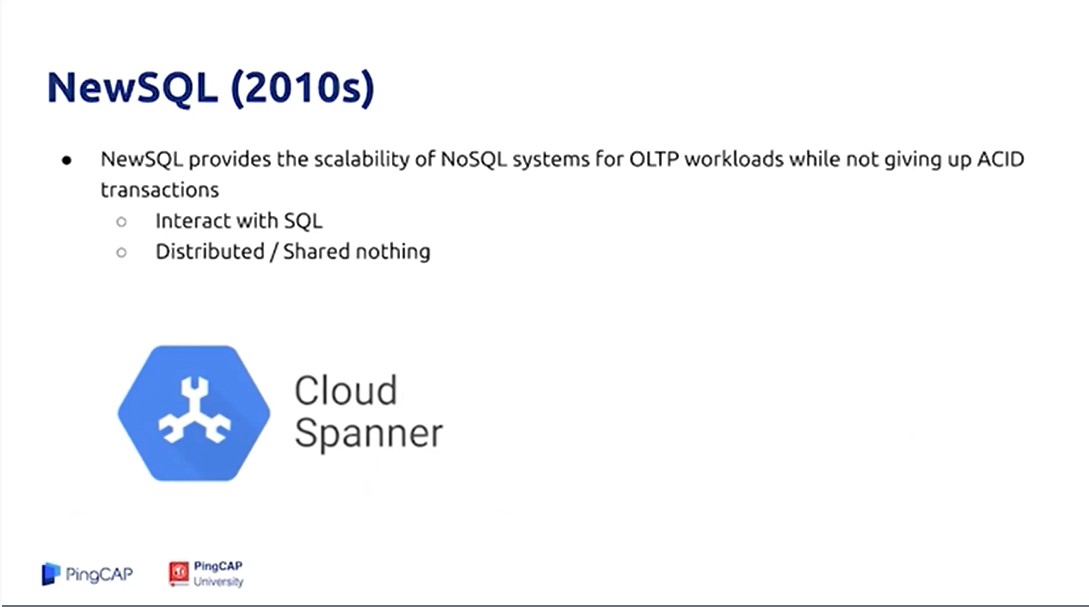 NewSQL (2010s)
● NewSQL provides the scalability of NoSQL systems for OLTP workloads while not giving up ACID
transactions
○ Interact with SQL
○ Distributed / Shared nothing
Cloud
Spanner
PingCAP
PingCAP
University